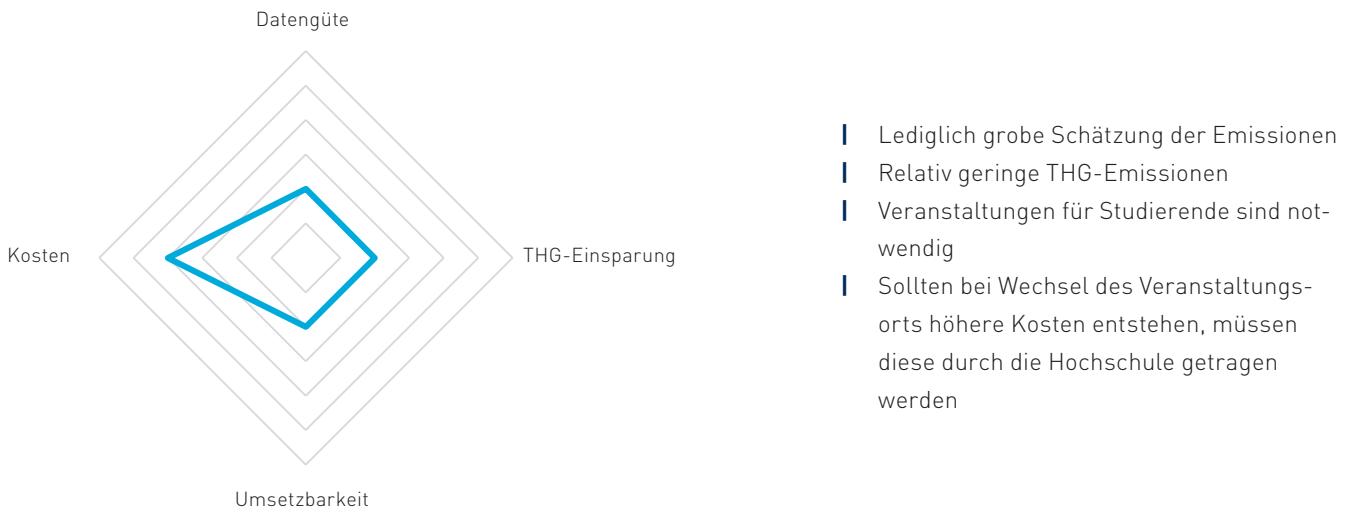 Datengüte
Kosten
THG-Einsparung
Umsetzbarkeit
Lediglich grobe Schätzung der Emissionen
Relativ geringe THG-Emissionen
Veranstaltungen für Studierende sind not-
wendig
Sollten bei Wechsel des Veranstaltungs-
orts höhere Kosten entstehen, müssen
diese durch die Hochschule getragen
werden